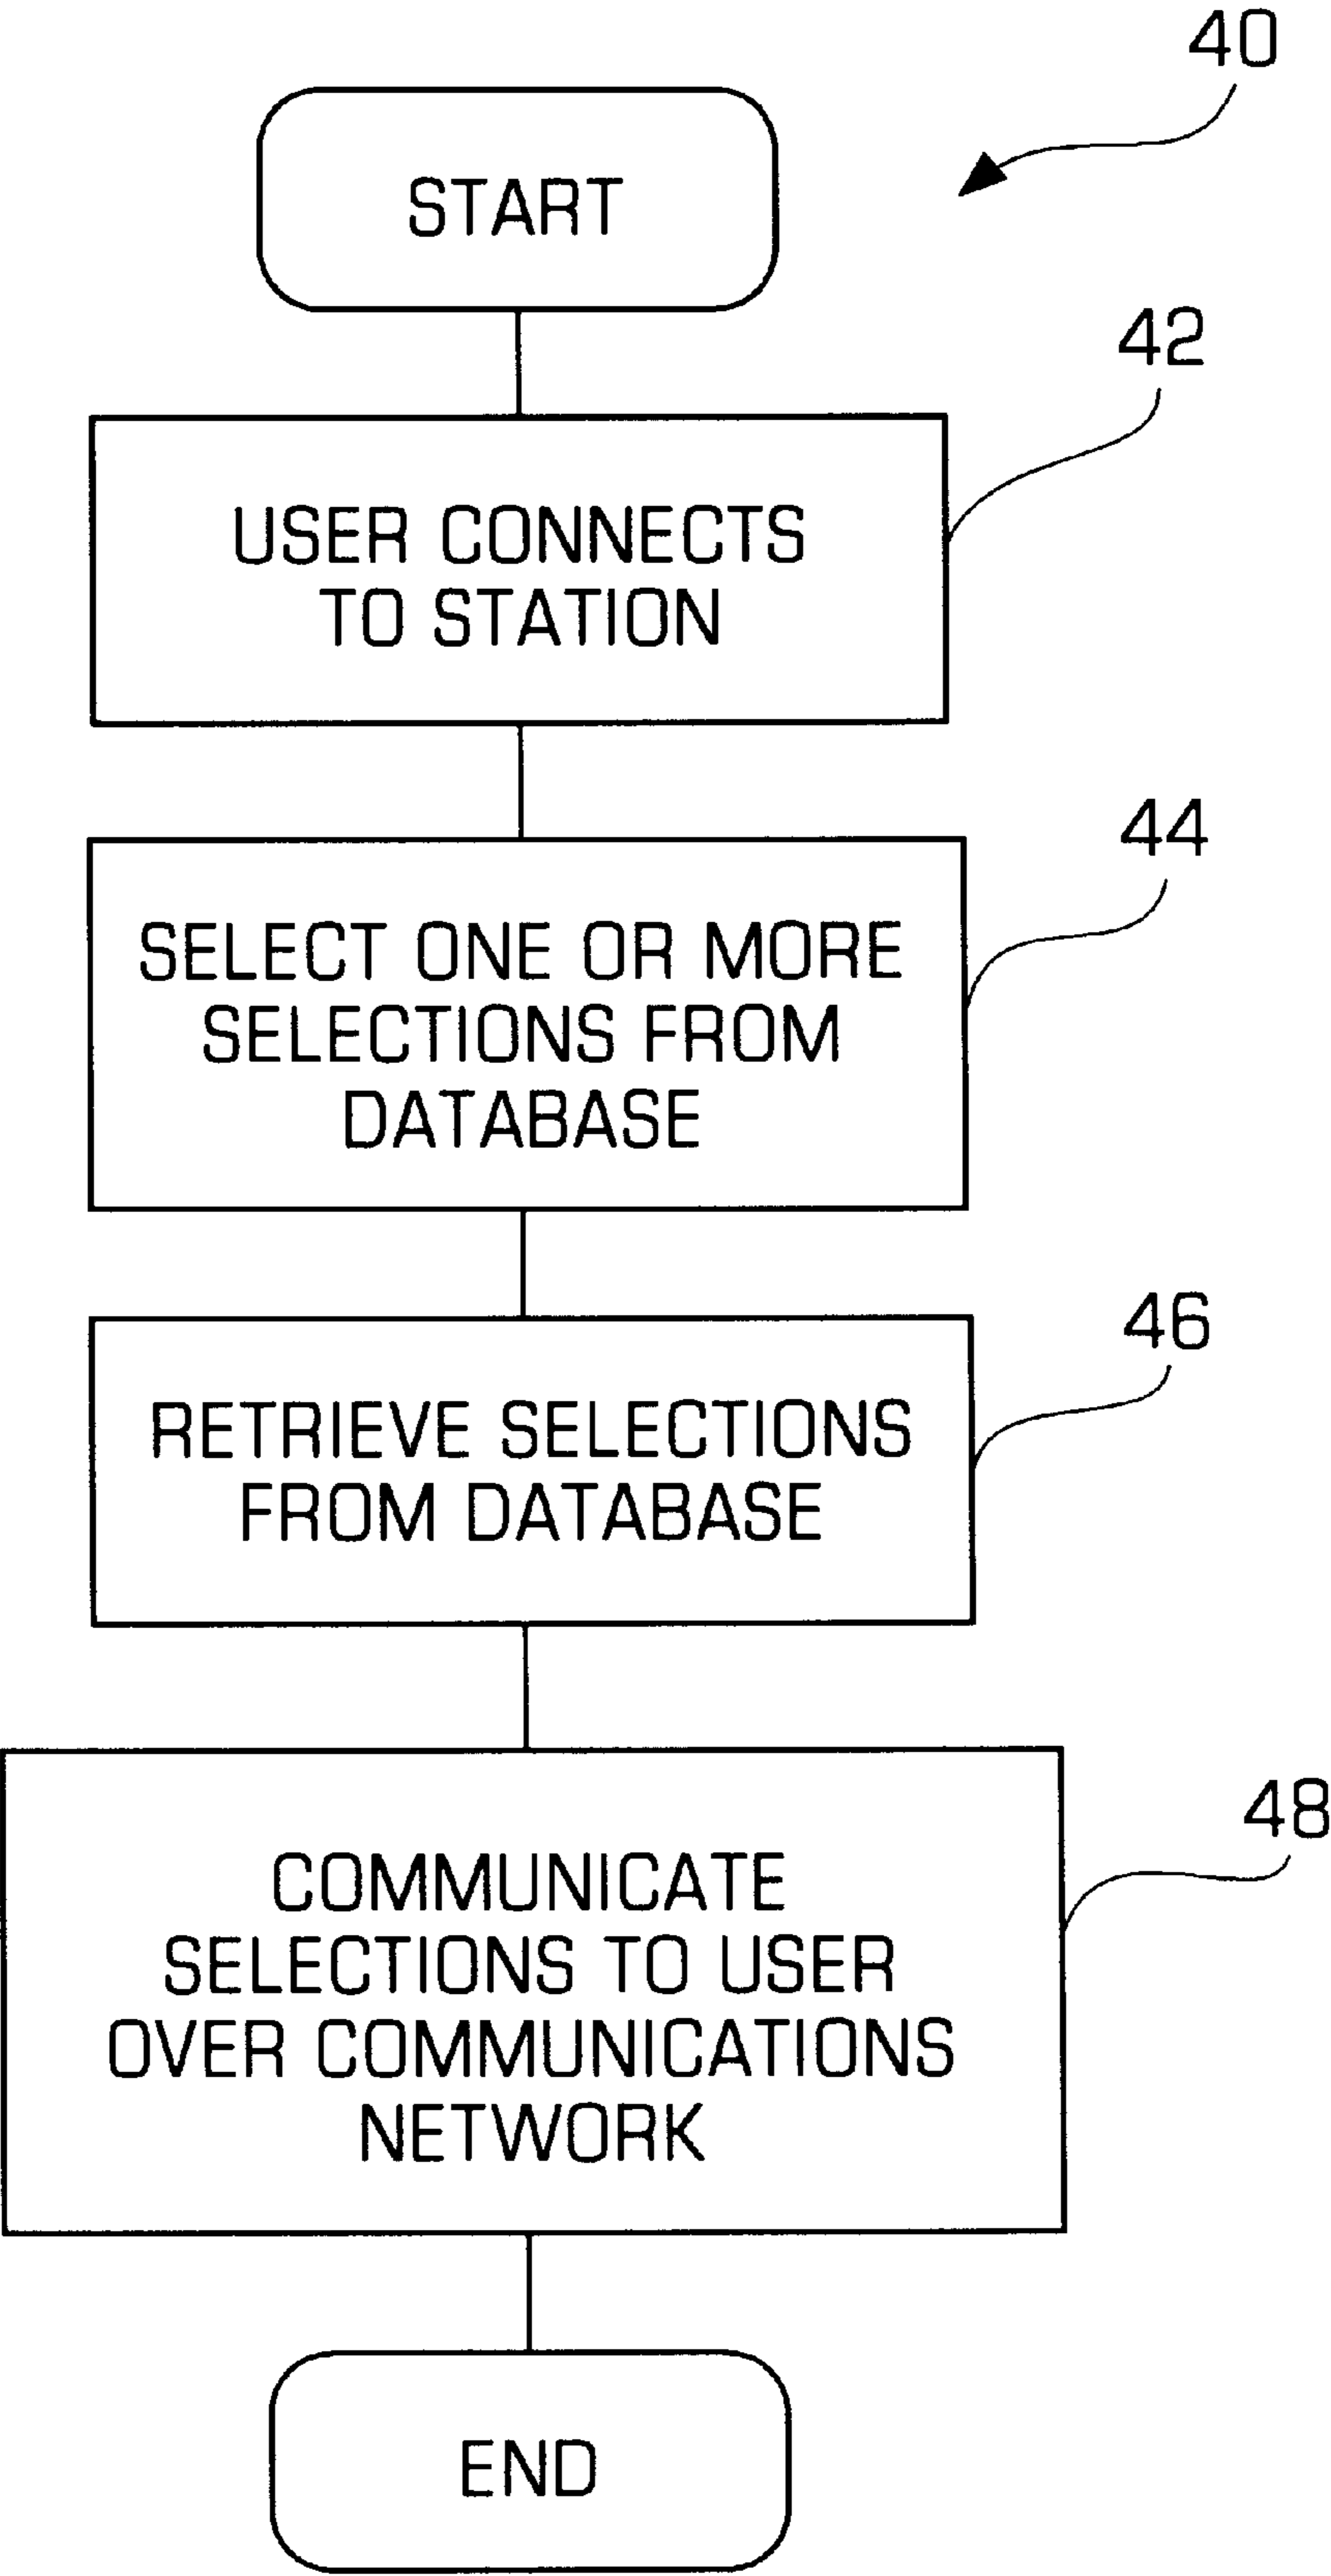 40
START
42
USER CONNECTS
TO STATION
44
SELECT ONE OR MORE
SELECTIONS FROM
DATABASE
46
RETRIEVE SELECTIONS
FROM DATABASE
48
COMMUNICATE
SELECTIONS TO USER
OVER COMMUNICATIONS
NETWORK
END